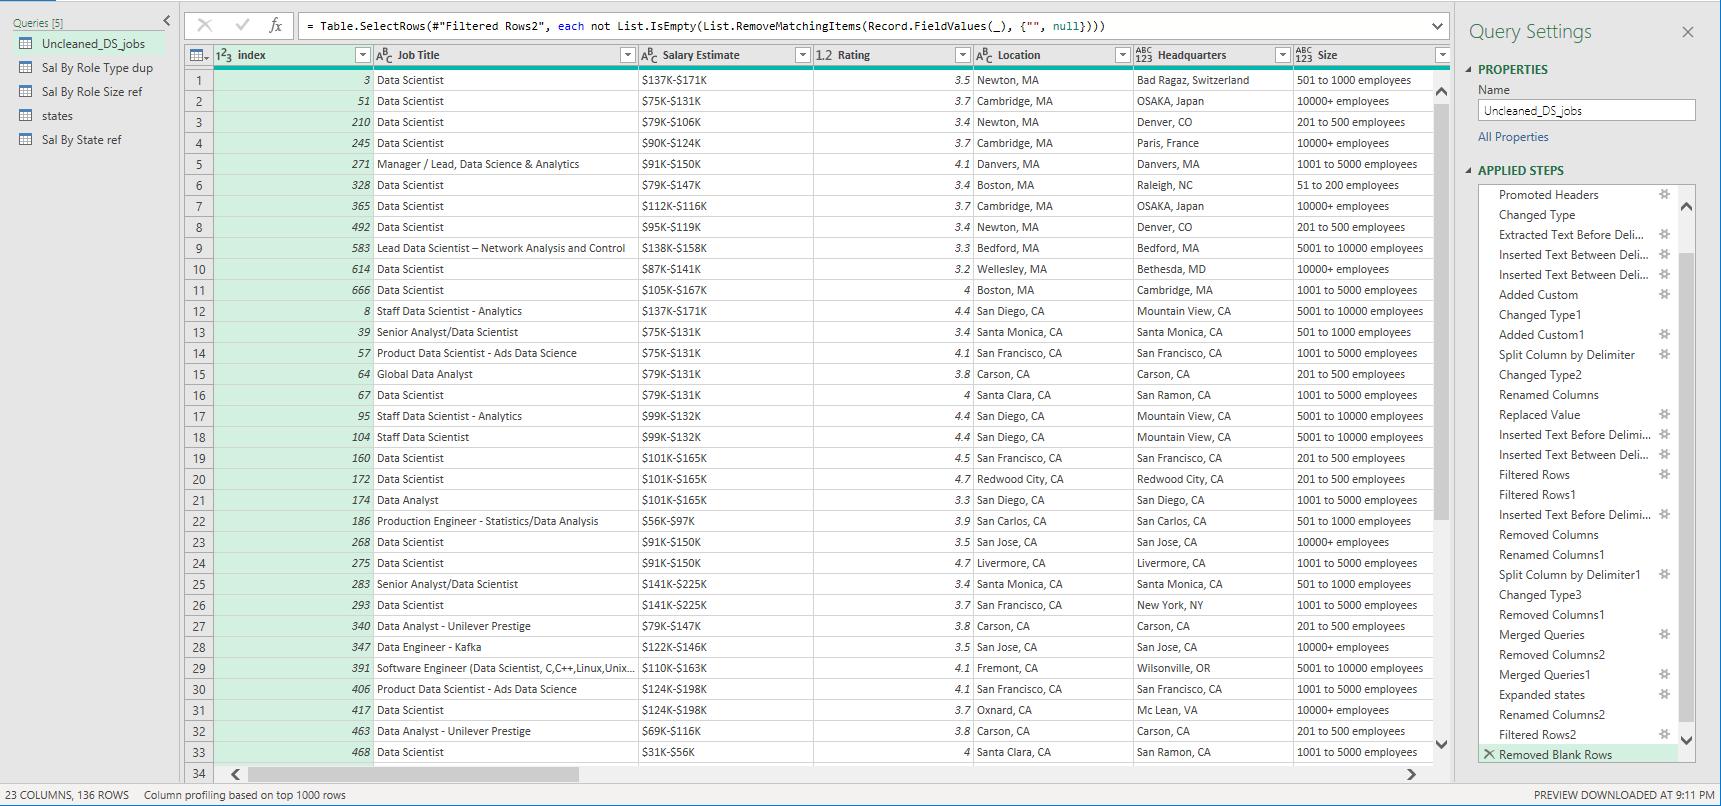 Queries [5]
Uncleaned_DS_jobs
Sal By Role Type dup
Sal By Role Size ref
states
Sal By State ref
fx
= Table.SelectRows(#"Filtered Rows2", each not List.IsEmpty(List.RemoveMatchingItems(Record.FieldValues(_), {"", null})))
123 index ABC Job Title ABC Salary Estimate 1.2 Rating ABC Location ABC123 Headquarters ABC123 Size
1 3 Data Scientist $137K-$171K 3.5 Newton, MA Bad Ragaz, Switzerland 501 to 1000 employees
2 51 Data Scientist $75K-$131K 3.7 Cambridge, MA OSAKA, Japan 10000+ employees
3 210 Data Scientist $79K-$106K 3.4 Newton, MA Denver, CO 201 to 500 employees
4 245 Data Scientist $90K-$124K 3.7 Cambridge, MA Paris, France 10000+ employees
5 271 Manager / Lead, Data Science & Analytics $91K-$150K 4.1 Danvers, MA Danvers, MA 1001 to 5000 employees
6 328 Data Scientist $79K-$147K 3.4 Boston, MA Raleigh, NC 51 to 200 employees
7 365 Data Scientist $112K-$116K 3.7 Cambridge, MA OSAKA, Japan 10000+ employees
8 492 Data Scientist $95K-$119K 3.4 Newton, MA Denver, CO 201 to 500 employees
9 583 Lead Data Scientist – Network Analysis and Control $138K-$158K 3.3 Bedford, MA Bedford, MA 5001 to 10000 employees
10 614 Data Scientist $87K-$141K 3.2 Wellesley, MA Bethesda, MD 10000+ employees
11 666 Data Scientist $105K-$167K 4 Boston, MA Cambridge, MA 1001 to 5000 employees
12 8 Staff Data Scientist - Analytics $137K-$171K 4.4 San Diego, CA Mountain View, CA 5001 to 10000 employees
13 39 Senior Analyst/Data Scientist $75K-$131K 3.4 Santa Monica, CA Santa Monica, CA 501 to 1000 employees
14 57 Product Data Scientist - Ads Data Science $75K-$131K 4.1 San Francisco, CA San Francisco, CA 1001 to 5000 employees
15 64 Global Data Analyst $79K-$131K 3.8 Carson, CA Carson, CA 201 to 500 employees
16 67 Data Scientist $79K-$131K 4 Santa Clara, CA San Ramon, CA 1001 to 5000 employees
17 95 Staff Data Scientist - Analytics $99K-$132K 4.4 San Diego, CA Mountain View, CA 5001 to 10000 employees
18 104 Staff Data Scientist $99K-$132K 4.4 San Diego, CA Mountain View, CA 5001 to 10000 employees
19 160 Data Scientist $101K-$165K 4.5 San Francisco, CA San Francisco, CA 201 to 500 employees
20 172 Data Scientist $101K-$165K 4.7 Redwood City, CA Redwood City, CA 201 to 500 employees
21 174 Data Analyst $101K-$165K 3.3 San Diego, CA San Diego, CA 1001 to 5000 employees
22 186 Production Engineer - Statistics/Data Analysis $56K-$97K 3.9 San Carlos, CA San Carlos, CA 501 to 1000 employees
23 268 Data Scientist $91K-$150K 3.5 San Jose, CA San Jose, CA 10000+ employees
24 275 Data Scientist $91K-$150K 4.7 Livermore, CA Livermore, CA 1001 to 5000 employees
25 283 Senior Analyst/Data Scientist $141K-$225K 3.4 Santa Monica, CA Santa Monica, CA 501 to 1000 employees
26 293 Data Scientist $141K-$225K 3.7 San Francisco, CA New York, NY 1001 to 5000 employees
27 340 Data Analyst - Unilever Prestige $79K-$147K 3.8 Carson, CA Carson, CA 201 to 500 employees
28 347 Data Engineer - Kafka $122K-$146K 3.5 San Jose, CA San Jose, CA 10000+ employees
29 391 Software Engineer (Data Scientist, C,C++,Linux,Unix... $110K-$163K 4.1 Fremont, CA Wilsonville, OR 5001 to 10000 employees
30 406 Product Data Scientist - Ads Data Science $124K-$198K 4.1 San Francisco, CA San Francisco, CA 1001 to 5000 employees
31 417 Data Scientist $124K-$198K 3.7 Oxnard, CA Mc Lean, VA 10000+ employees
32 463 Data Analyst - Unilever Prestige $69K-$116K 3.8 Carson, CA Carson, CA 201 to 500 employees
33 468 Data Scientist $31K-$56K 4 Santa Clara, CA San Ramon, CA 1001 to 5000 employees
34
Query Settings
PROPERTIES
Name
Uncleaned_DS_jobs
All Properties
APPLIED STEPS
Promoted Headers
Changed Type
Extracted Text Before Deli...
Inserted Text Between Deli...
Inserted Text Between Deli...
Added Custom
Changed Type1
Added Custom1
Split Column by Delimiter
Changed Type2
Renamed Columns
Replaced Value
Inserted Text Before Delimi...
Inserted Text Between Deli...
Filtered Rows
Filtered Rows1
Inserted Text Before Delimi...
Removed Columns
Renamed Columns1
Split Column by Delimiter1
Changed Type3
Removed Columns1
Merged Queries
Removed Columns2
Merged Queries1
Expanded states
Renamed Columns2
Filtered Rows2
Removed Blank Rows
23 COLUMNS, 136 ROWS Column profiling based on top 1000 rows
PREVIEW DOWNLOADED AT 9:11 PM